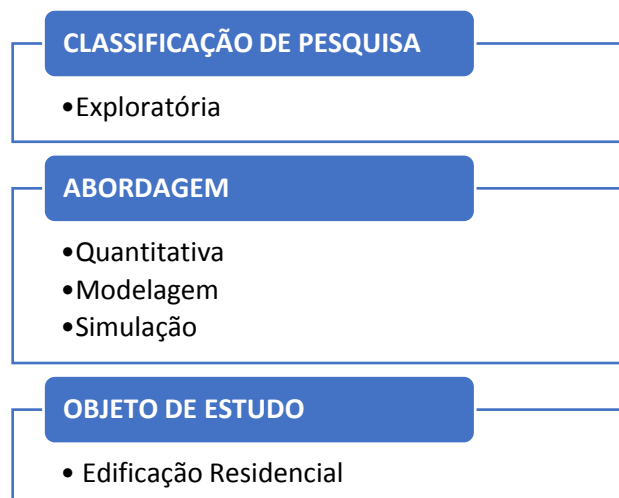 CLASSIFICAÇÃO DE PESQUISA
•Exploratória
ABORDAGEM
•Quantitativa
•Modelagem
•Simulação
OBJETO DE ESTUDO
• Edificação Residencial